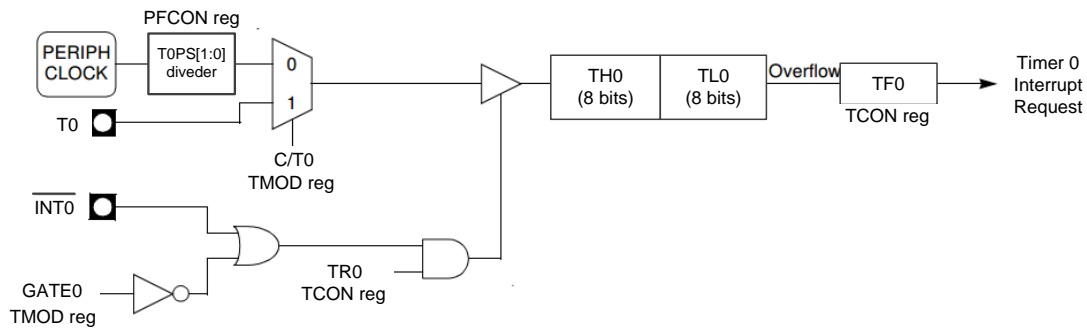 PFCON reg
PERIPH
CLOCK
T0PS[1:0]
diveder
0
1
T0
C/T0
TMOD reg
TH0
(8 bits)
TL0
(8 bits)
Overflow
TF0
TCON reg
Timer 0
Interrupt
Request
INT0
TR0
TCON reg
GATE0
TMOD reg